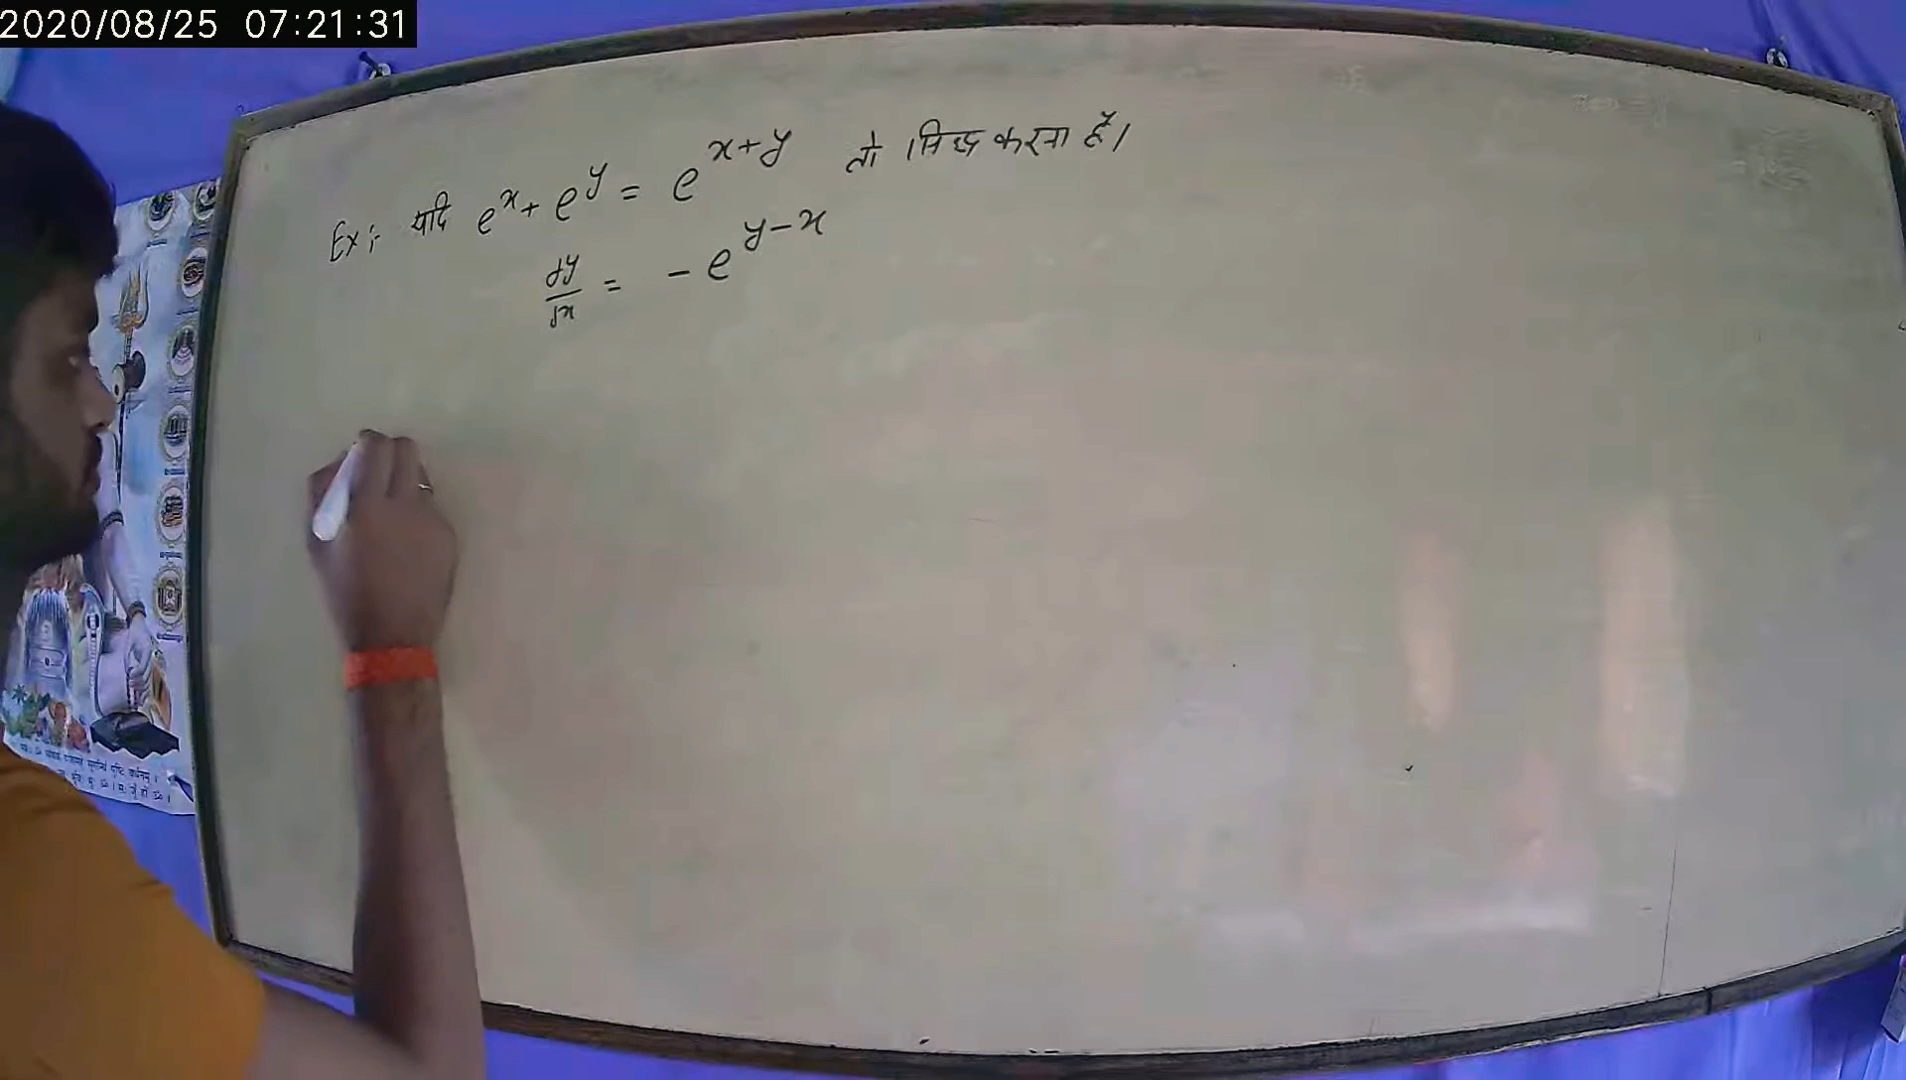 2020/08/25 07:21:31
Ex:- यदि e^x + e^y = e^{x+y} तो सिद्ध करना है।
dy/dx = - e^{y-x}